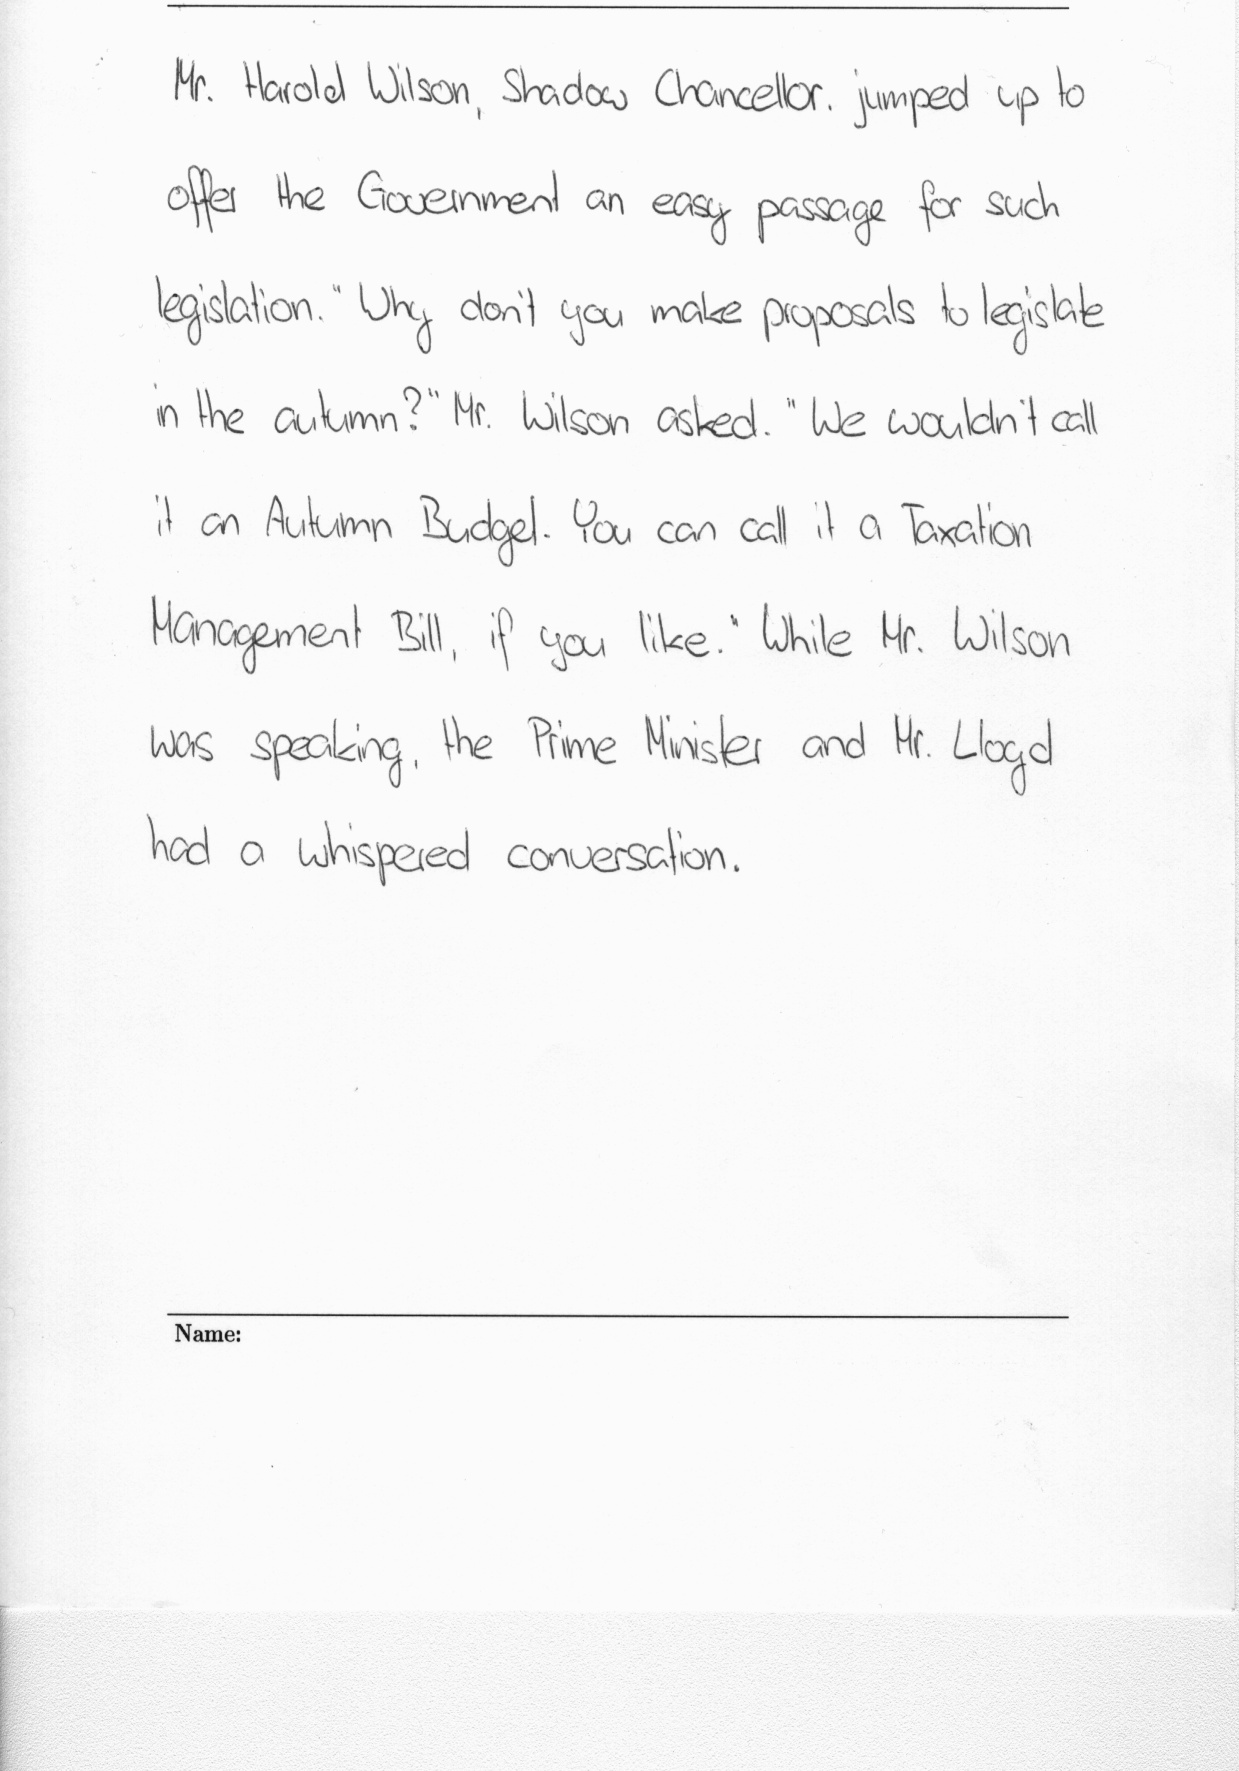 Mr. Harold Wilson, Shadow Chancellor. jumped up to
offer the Government an easy passage for such
legislation. "Why don't you make proposals to legislate
in the autumn?" Mr. Wilson asked. "We wouldn't call
it an Autumn Budget. You can call it a Taxation
Management Bill, if you like." While Mr. Wilson
was speaking, the Prime Minister and Mr. Lloyd
had a whispered conversation.
Name: